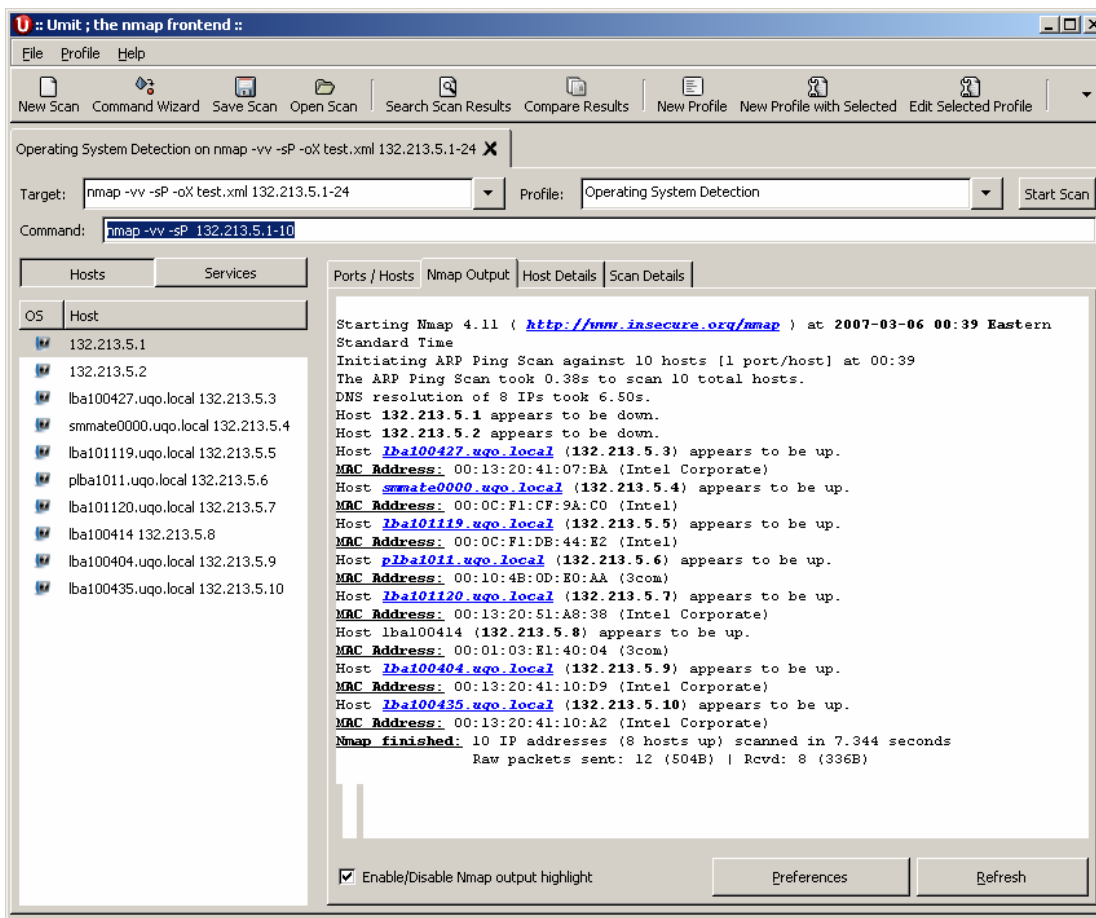 :: Umit ; the nmap frontend ::
File Profile Help
New Scan Command Wizard Save Scan Open Scan Search Scan Results Compare Results New Profile New Profile with Selected Edit Selected Profile
Operating System Detection on nmap -vv -sP -oX test.xml 132.213.5.1-24
Target: nmap -vv -sP -oX test.xml 132.213.5.1-24 Profile: Operating System Detection Start Scan
Command: nmap -vv -sP 132.213.5.1-10
Hosts Services
OS Host
132.213.5.1
132.213.5.2
lba100427.uqo.local 132.213.5.3
smmate0000.uqo.local 132.213.5.4
lba101119.uqo.local 132.213.5.5
plba1011.uqo.local 132.213.5.6
lba101120.uqo.local 132.213.5.7
lba100414 132.213.5.8
lba100404.uqo.local 132.213.5.9
lba100435.uqo.local 132.213.5.10
Ports / Hosts Nmap Output Host Details Scan Details
Starting Nmap 4.11 ( http://www.insecure.org/nmap ) at 2007-03-06 00:39 Eastern
Standard Time
Initiating ARP Ping Scan against 10 hosts [1 port/host] at 00:39
The ARP Ping Scan took 0.38s to scan 10 total hosts.
DNS resolution of 8 IPs took 6.50s.
Host 132.213.5.1 appears to be down.
Host 132.213.5.2 appears to be down.
Host lba100427.uqo.local (132.213.5.3) appears to be up.
MAC Address: 00:13:20:41:07:BA (Intel Corporate)
Host smmate0000.uqo.local (132.213.5.4) appears to be up.
MAC Address: 00:0C:F1:CF:9A:C0 (Intel)
Host lba101119.uqo.local (132.213.5.5) appears to be up.
MAC Address: 00:0C:F1:DB:44:E2 (Intel)
Host plba1011.uqo.local (132.213.5.6) appears to be up.
MAC Address: 00:10:4B:0D:E0:AA (3com)
Host lba101120.uqo.local (132.213.5.7) appears to be up.
MAC Address: 00:13:20:51:A8:38 (Intel Corporate)
Host lba100414 (132.213.5.8) appears to be up.
MAC Address: 00:01:03:E1:40:04 (3com)
Host lba100404.uqo.local (132.213.5.9) appears to be up.
MAC Address: 00:13:20:41:10:D9 (Intel Corporate)
Host lba100435.uqo.local (132.213.5.10) appears to be up.
MAC Address: 00:13:20:41:10:A2 (Intel Corporate)
Nmap finished: 10 IP addresses (8 hosts up) scanned in 7.344 seconds
Raw packets sent: 12 (504B) | Rcvd: 8 (336B)
Enable/Disable Nmap output highlight Preferences Refresh